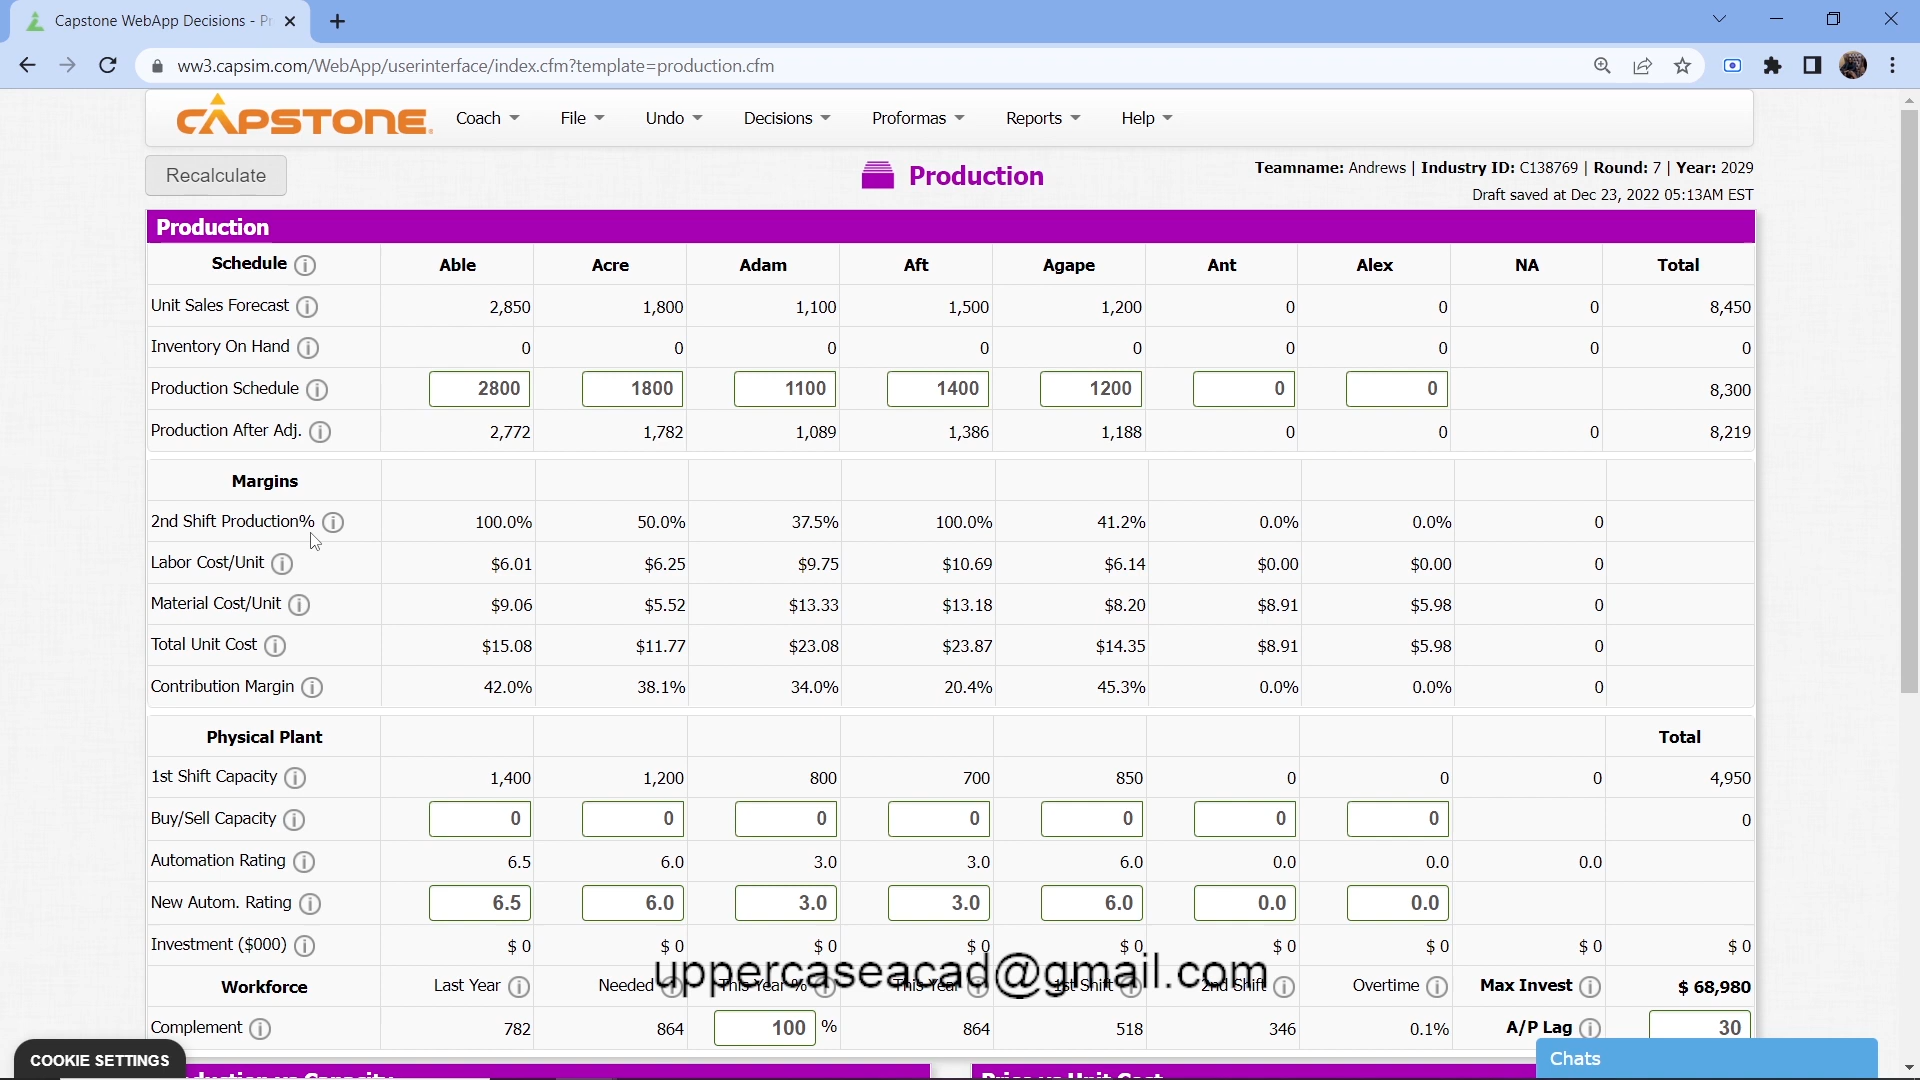 Capstone WebApp Decisions - Pr
ww3.capsim.com/WebApp/userinterface/index.cfm?template=production.cfm
CAPSTONE Coach File Undo Decisions Proformas Reports Help
Recalculate
Production
Teamname: Andrews | Industry ID: C138769 | Round: 7 | Year: 2029
Draft saved at Dec 23, 2022 05:13AM EST
Production
Schedule Able Acre Adam Aft Agape Ant Alex NA Total
Unit Sales Forecast 2,850 1,800 1,100 1,500 1,200 0 0 0 8,450
Inventory On Hand 0 0 0 0 0 0 0 0 0
Production Schedule 2800 1800 1100 1400 1200 0 0 8,300
Production After Adj. 2,772 1,782 1,089 1,386 1,188 0 0 0 8,219
Margins
2nd Shift Production% 100.0% 50.0% 37.5% 100.0% 41.2% 0.0% 0.0% 0
Labor Cost/Unit $6.01 $6.25 $9.75 $10.69 $6.14 $0.00 $0.00 0
Material Cost/Unit $9.06 $5.52 $13.33 $13.18 $8.20 $8.91 $5.98 0
Total Unit Cost $15.08 $11.77 $23.08 $23.87 $14.35 $8.91 $5.98 0
Contribution Margin 42.0% 38.1% 34.0% 20.4% 45.3% 0.0% 0.0% 0
Physical Plant Total
1st Shift Capacity 1,400 1,200 800 700 850 0 0 0 4,950
Buy/Sell Capacity 0 0 0 0 0 0 0 0
Automation Rating 6.5 6.0 3.0 3.0 6.0 0.0 0.0 0.0
New Autom. Rating 6.5 6.0 3.0 3.0 6.0 0.0 0.0
Investment ($000) $ 0 $ 0 $ 0 $ 0 $ 0 $ 0 $ 0 $ 0 $ 0
uppercaseacad@gmail.com
Workforce Last Year Needed This Year % This Year 1st Shift 2nd Shift Overtime Max Invest $ 68,980
Complement 782 864 100 % 864 518 346 0.1% A/P Lag 30
COOKIE SETTINGS
Chats